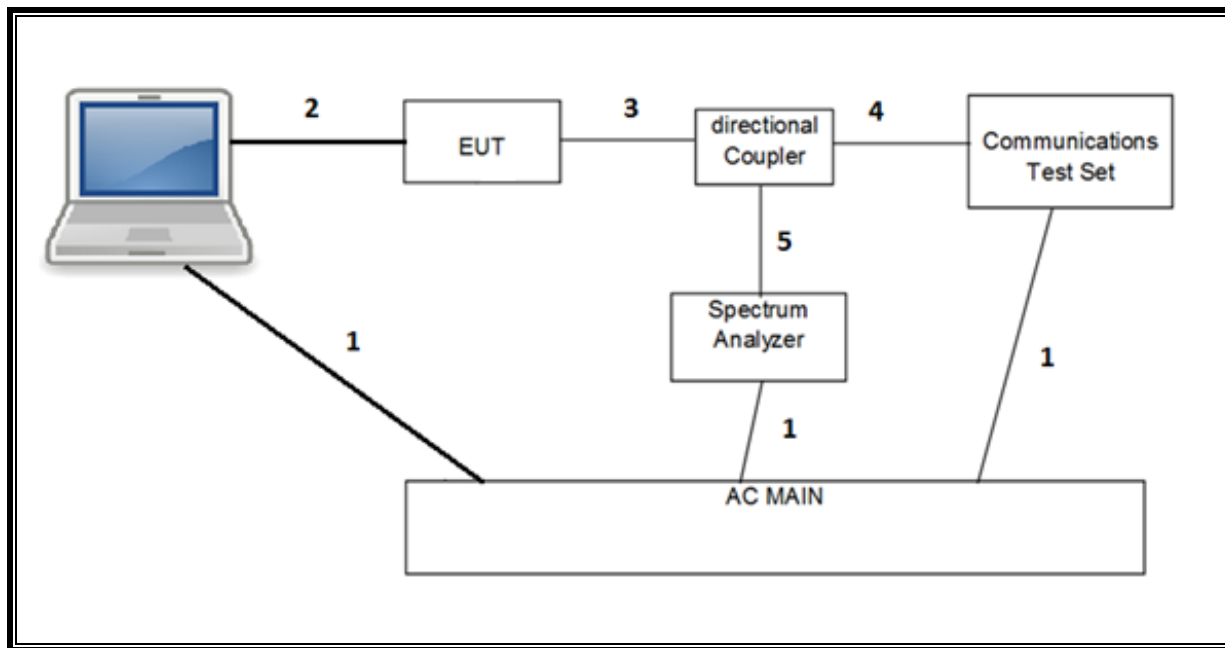 2
EUT
3
directional
Coupler
4
Communications
Test Set
5
Spectrum
Analyzer
1
1
1
AC MAIN